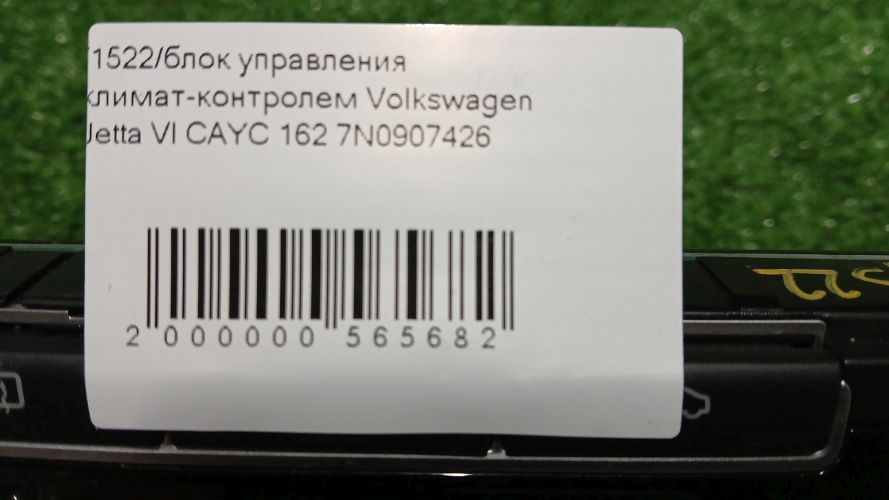 1522/блок управления
климат-контролем Volkswagen
Jetta VI CAYC 162 7N0907426
2 000000 565682